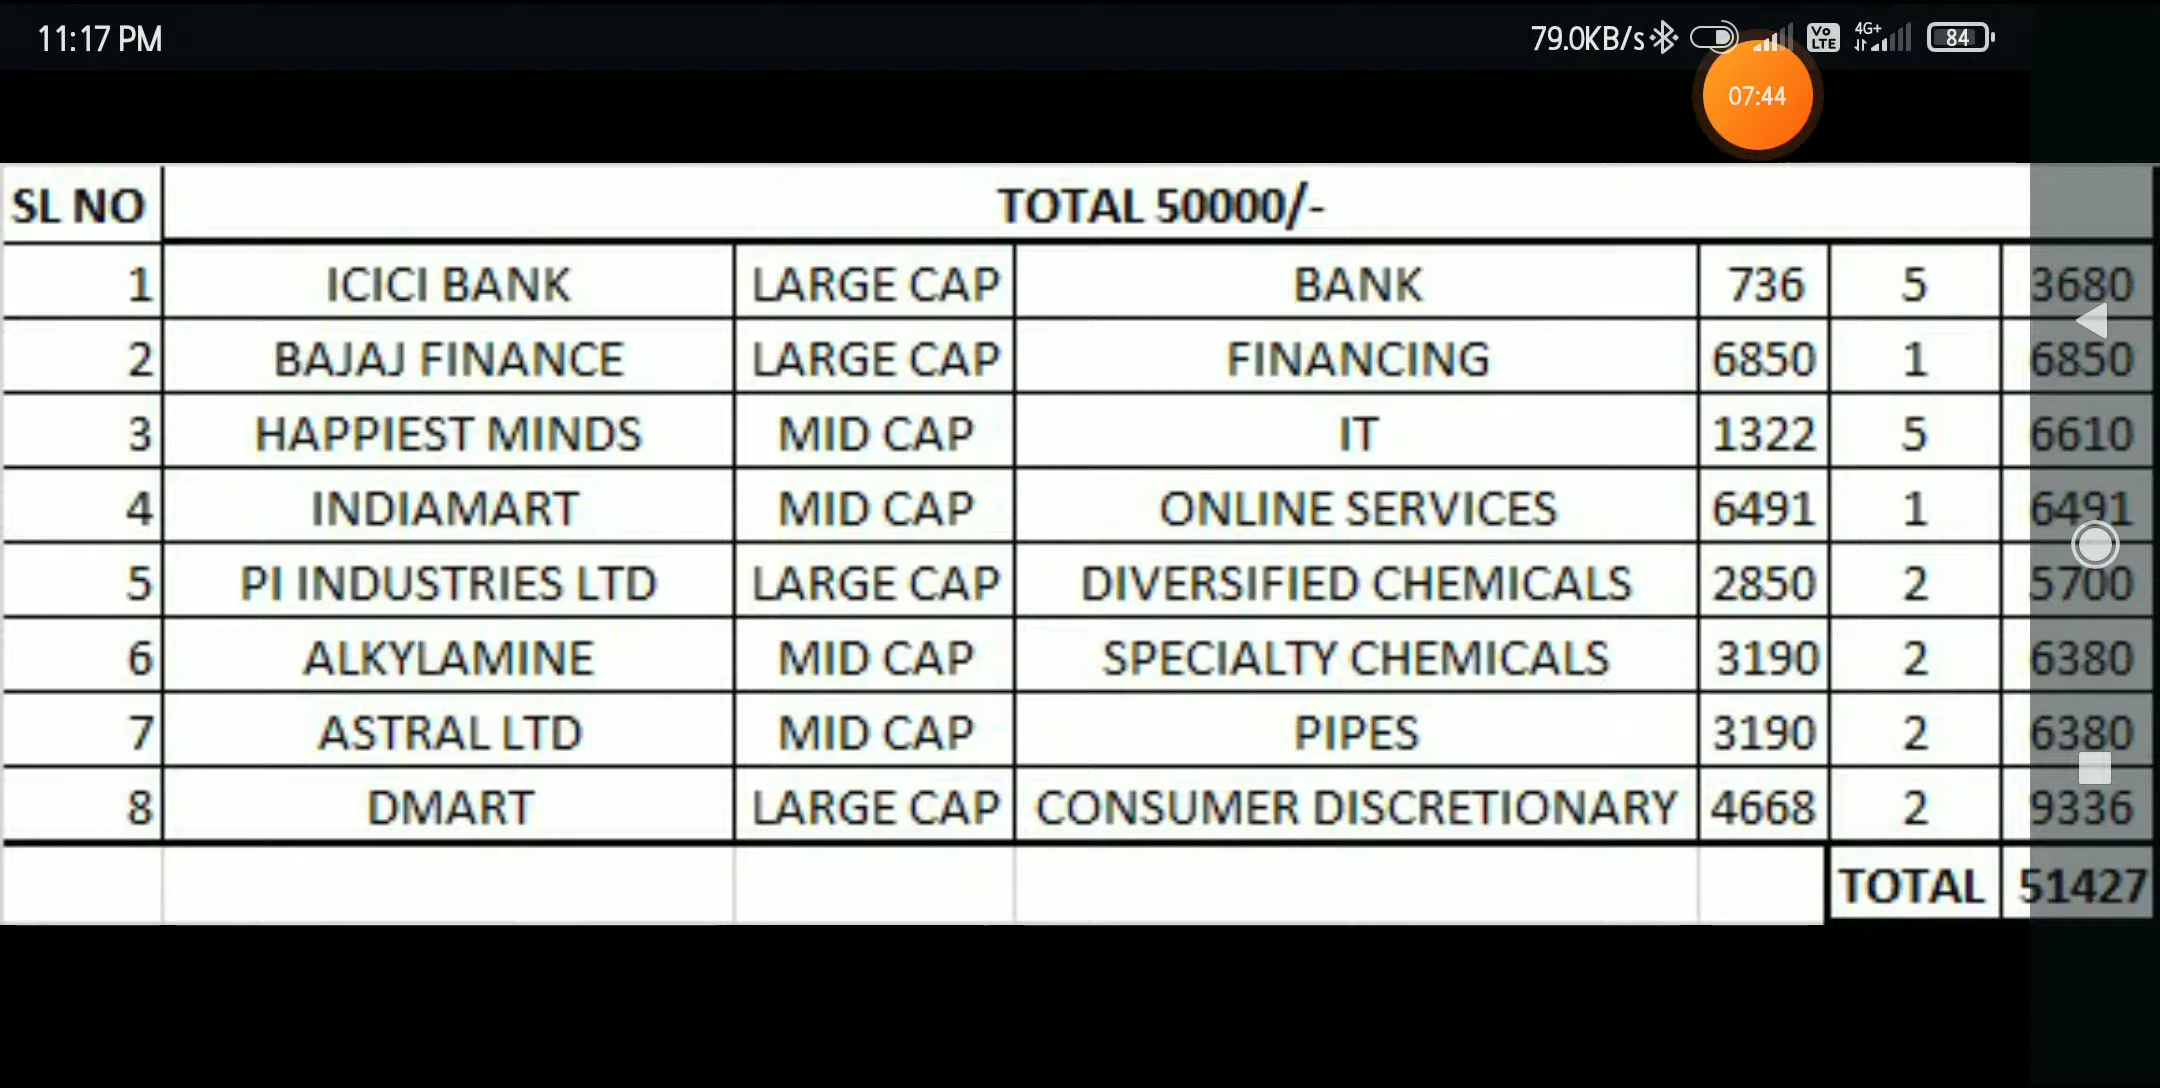 11:17 PM 79.0KB/s Vo LTE 4G+ 84
07:44
SL NO TOTAL 50000/-
1 ICICI BANK LARGE CAP BANK 736 5 3680
2 BAJAJ FINANCE LARGE CAP FINANCING 6850 1 6850
3 HAPPIEST MINDS MID CAP IT 1322 5 6610
4 INDIAMART MID CAP ONLINE SERVICES 6491 1 6491
5 PI INDUSTRIES LTD LARGE CAP DIVERSIFIED CHEMICALS 2850 2 5700
6 ALKYLAMINE MID CAP SPECIALTY CHEMICALS 3190 2 6380
7 ASTRAL LTD MID CAP PIPES 3190 2 6380
8 DMART LARGE CAP CONSUMER DISCRETIONARY 4668 2 9336
TOTAL 51427